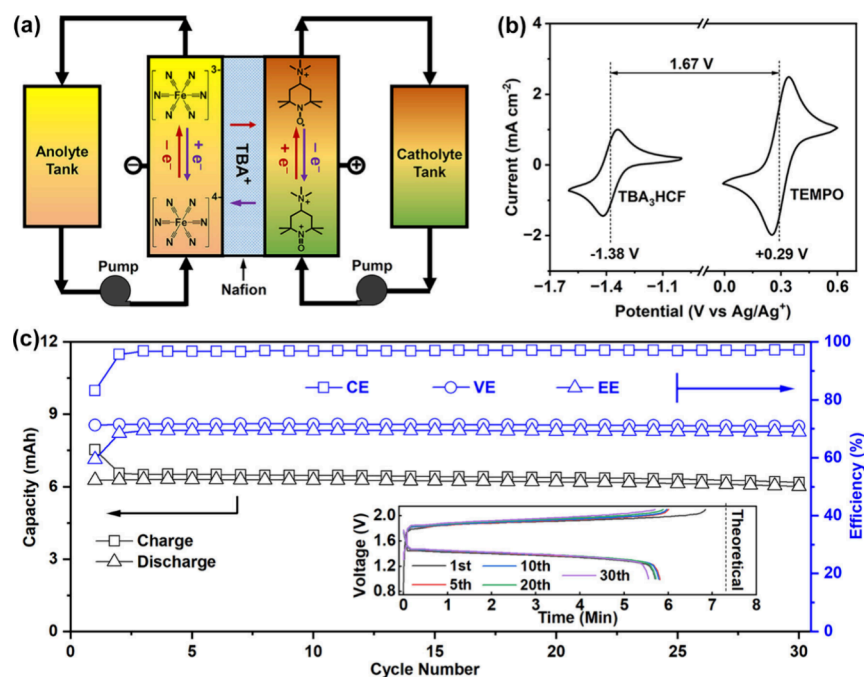 (a)
Anolyte
Tank
Pump
3-
N
N
N
Fe
N
N
N
− e⁻
+ e⁻
4-
N
N
N
Fe
N
N
N
TBA⁺
Nafion
N⁺
N
O
+ e⁻
− e⁻
N⁺
N⁺
O
Catholyte
Tank
Pump
(b)
Current (mA cm⁻²)
4
2
0
−2
1.67 V
TBA₃HCF
TEMPO
-1.38 V
+0.29 V
−1.7 −1.4 −1.1 0.0 0.3 0.6
Potential (V vs Ag/Ag⁺)
(c)
Capacity (mAh)
12
9
6
3
0
CE VE EE
Charge
Discharge
Voltage (V)
2.0
1.6
1.2
0.8
1st 10th 30th
5th 20th
Theoretical
0 1 2 3 4 5 6 7 8
Time (Min)
100
80
60
40
20
0
Efficiency (%)
0 5 10 15 20 25 30
Cycle Number